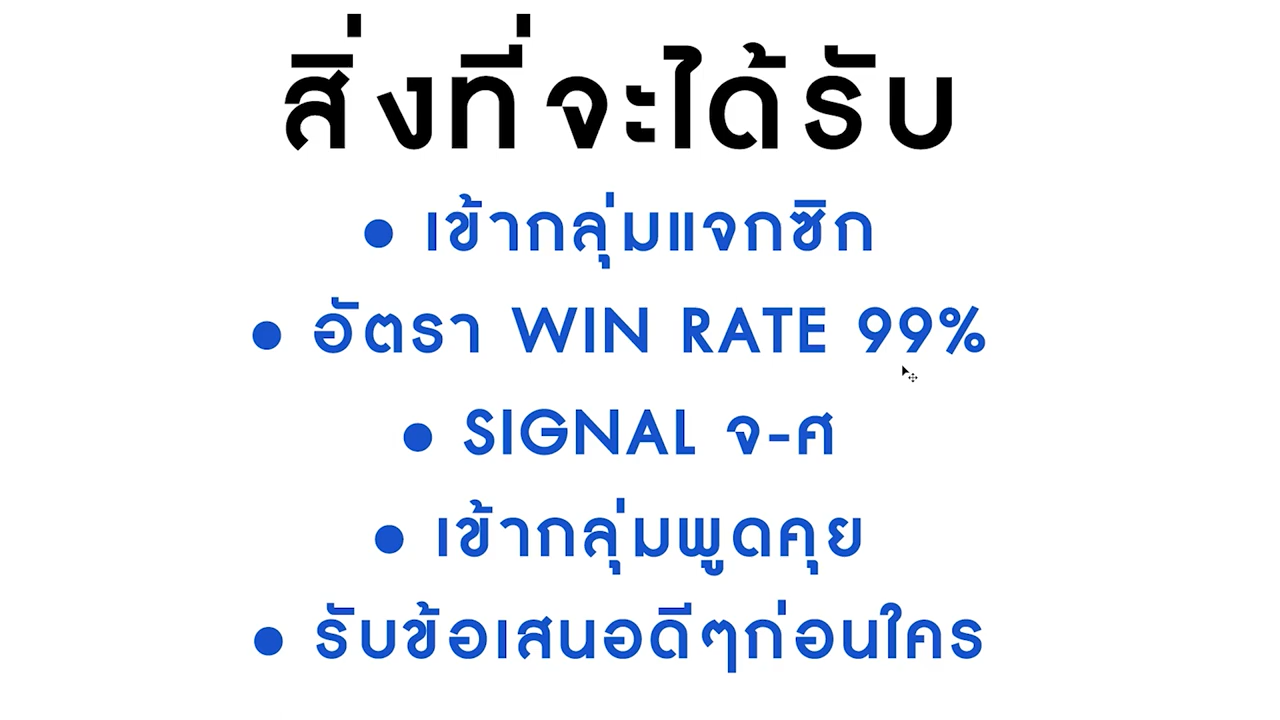 สิ่งที่จะได้รับ
● เข้ากลุ่มแจกซิก
● อัตรา WIN RATE 99%
● SIGNAL จ-ศ
● เข้ากลุ่มพูดคุย
● รับข้อเสนอดีๆก่อนใคร